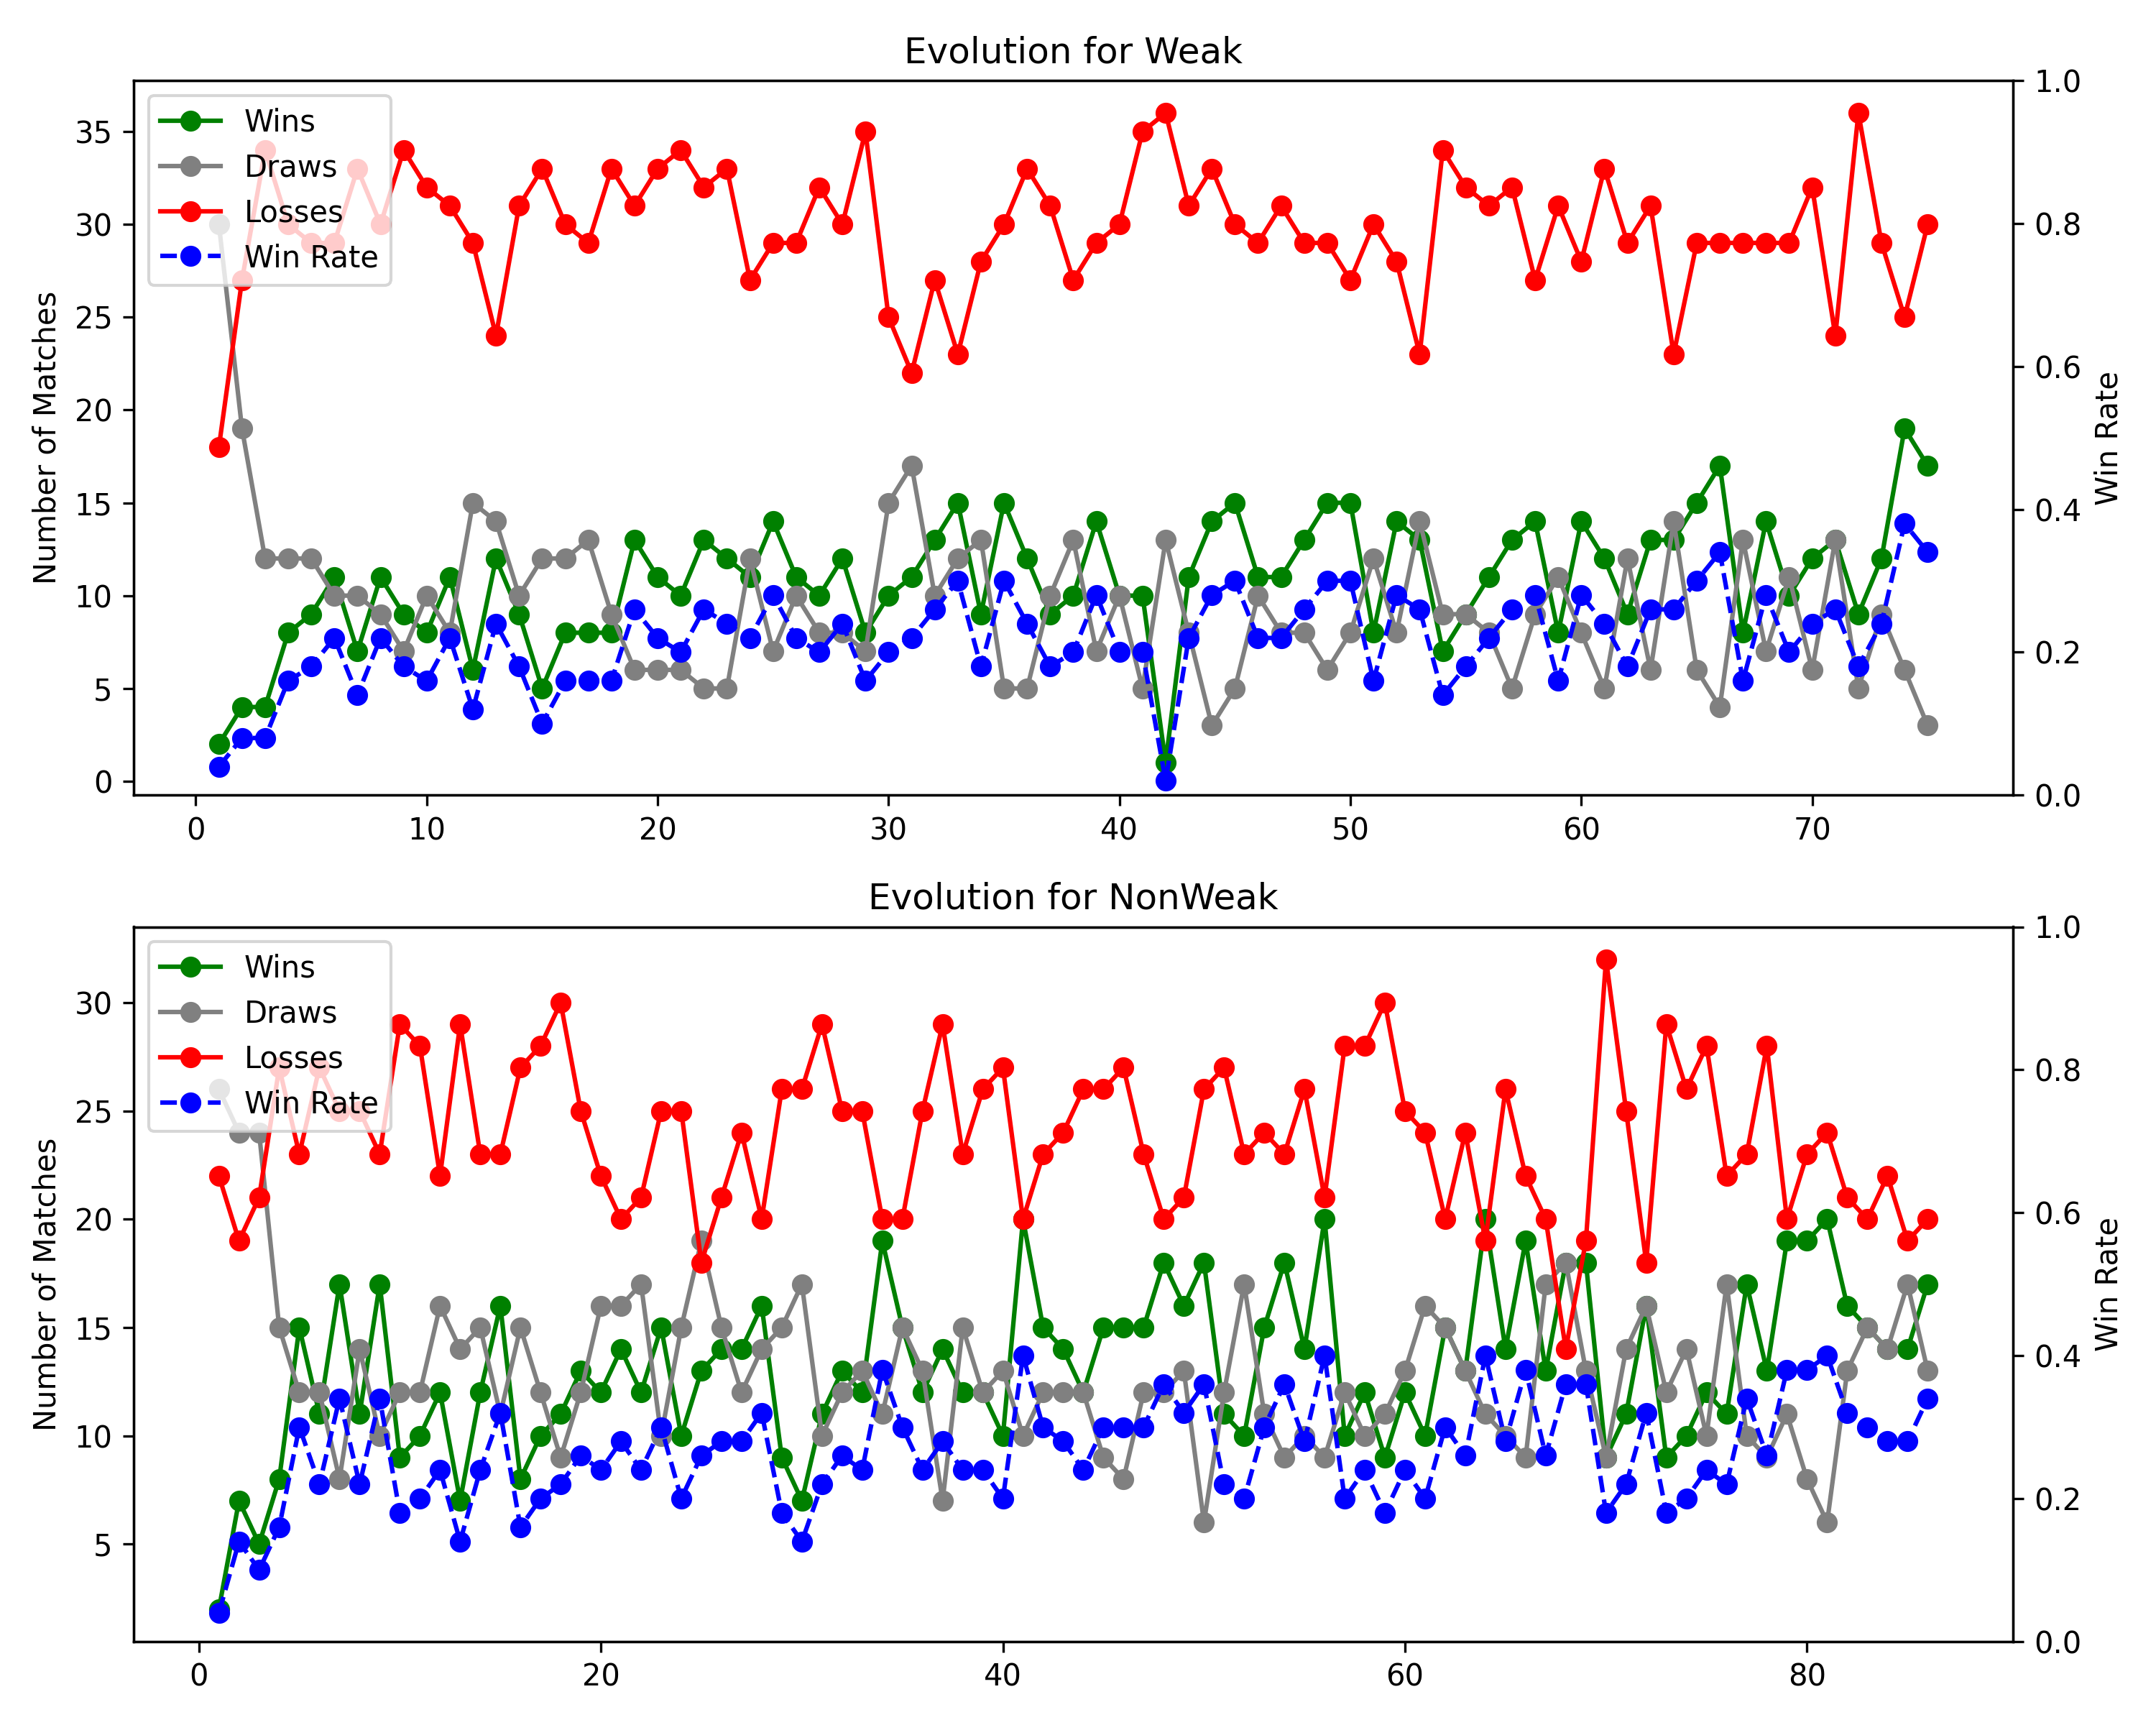 Evolution for Weak
Wins
Draws
Losses
Win Rate
Number of Matches
35
30
25
20
15
10
5
0
1.0
0.8
0.6
0.4
0.2
0.0
Win Rate
0 10 20 30 40 50 60 70
Evolution for NonWeak
Wins
Draws
Losses
Win Rate
Number of Matches
30
25
20
15
10
5
1.0
0.8
0.6
0.4
0.2
0.0
Win Rate
0 20 40 60 80